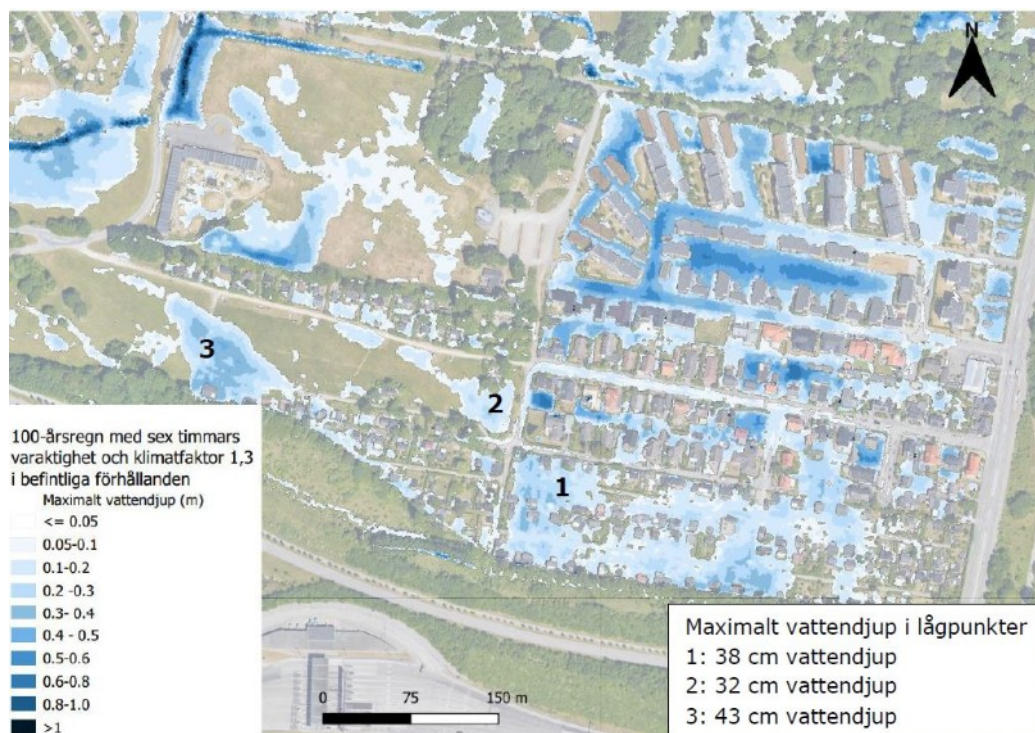 N
3
2
1
100-årsregn med sex timmars
varaktighet och klimatfaktor 1,3
i befintliga förhållanden
Maximalt vattendjup (m)
<= 0.05
0.05-0.1
0.1-0.2
0.2 -0.3
0.3- 0.4
0.4 - 0.5
0.5-0.6
0.6-0.8
0.8-1.0
>1
0 75 150 m
Maximalt vattendjup i lågpunkter
1: 38 cm vattendjup
2: 32 cm vattendjup
3: 43 cm vattendjup